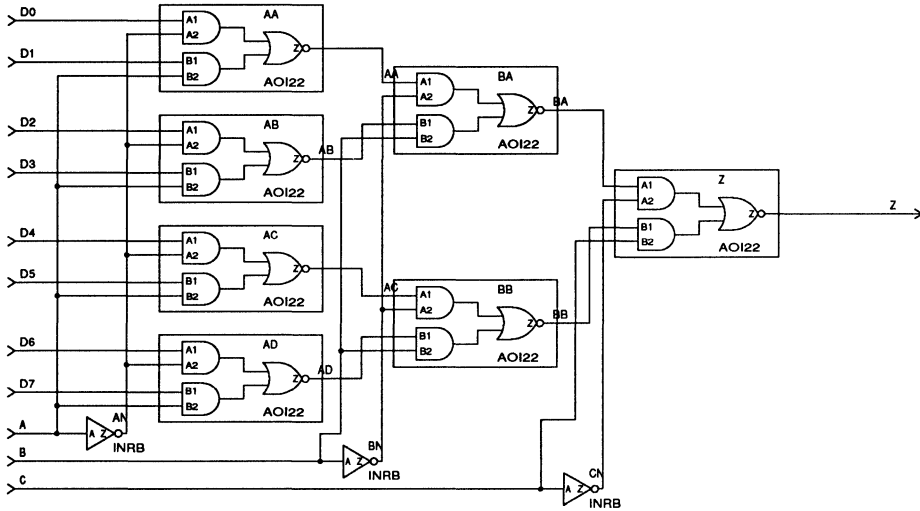 D0
A1
A2
AA
Z
D1
B1
B2
AOI22
AA
A1
A2
BA
Z
BA
D2
A1
A2
AB
Z
AB
B1
B2
AOI22
D3
B1
B2
AOI22
A1
A2
Z
Z
Z
D4
A1
A2
AC
Z
B1
B2
AOI22
D5
B1
B2
AOI22
AC
A1
A2
BB
Z
BB
D6
A1
A2
AD
Z
AD
B1
B2
AOI22
D7
B1
B2
AOI22
A
A Z
AN
INRB
B
A Z
BN
INRB
C
A Z
CN
INRB